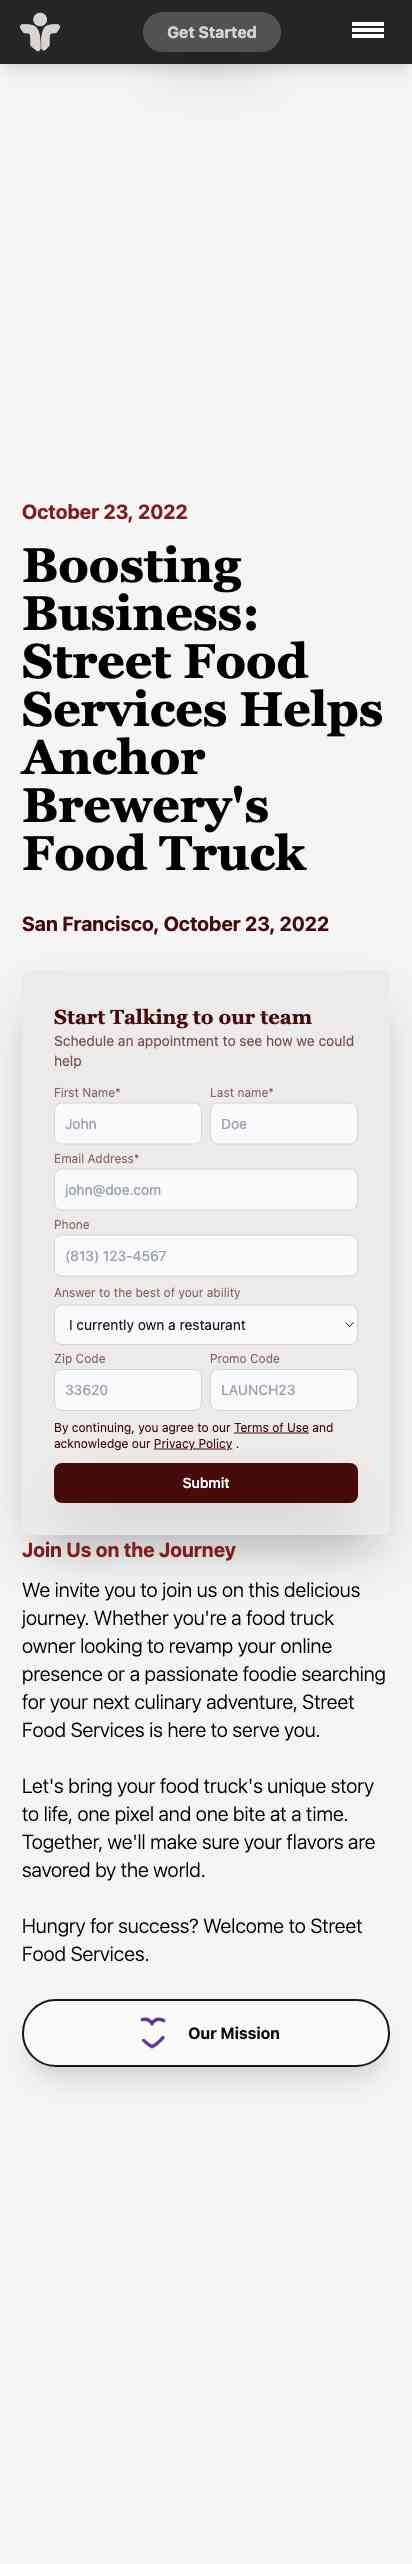 Get Started
October 23, 2022
Boosting
Business:
Street Food
Services Helps
Anchor
Brewery's
Food Truck
San Francisco, October 23, 2022
Start Talking to our team
Schedule an appointment to see how we could
help
First Name* Last name*
John Doe
Email Address*
john@doe.com
Phone
(813) 123-4567
Answer to the best of your ability
I currently own a restaurant
Zip Code Promo Code
33620 LAUNCH23
By continuing, you agree to our Terms of Use and
acknowledge our Privacy Policy .
Submit
Join Us on the Journey
We invite you to join us on this delicious
journey. Whether you're a food truck
owner looking to revamp your online
presence or a passionate foodie searching
for your next culinary adventure, Street
Food Services is here to serve you.
Let's bring your food truck's unique story
to life, one pixel and one bite at a time.
Together, we'll make sure your flavors are
savored by the world.
Hungry for success? Welcome to Street
Food Services.
Our Mission